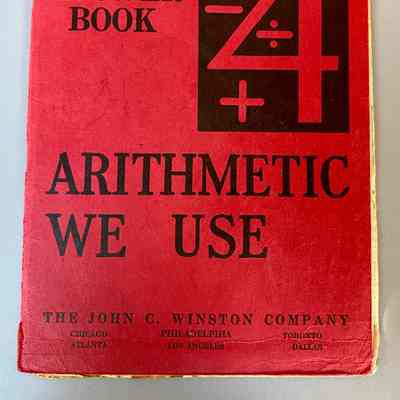 BOOK
4
ARITHMETIC
WE USE
THE JOHN C. WINSTON COMPANY
CHICAGO PHILADELPHIA TORONTO
ATLANTA LOS ANGELES DALLAS